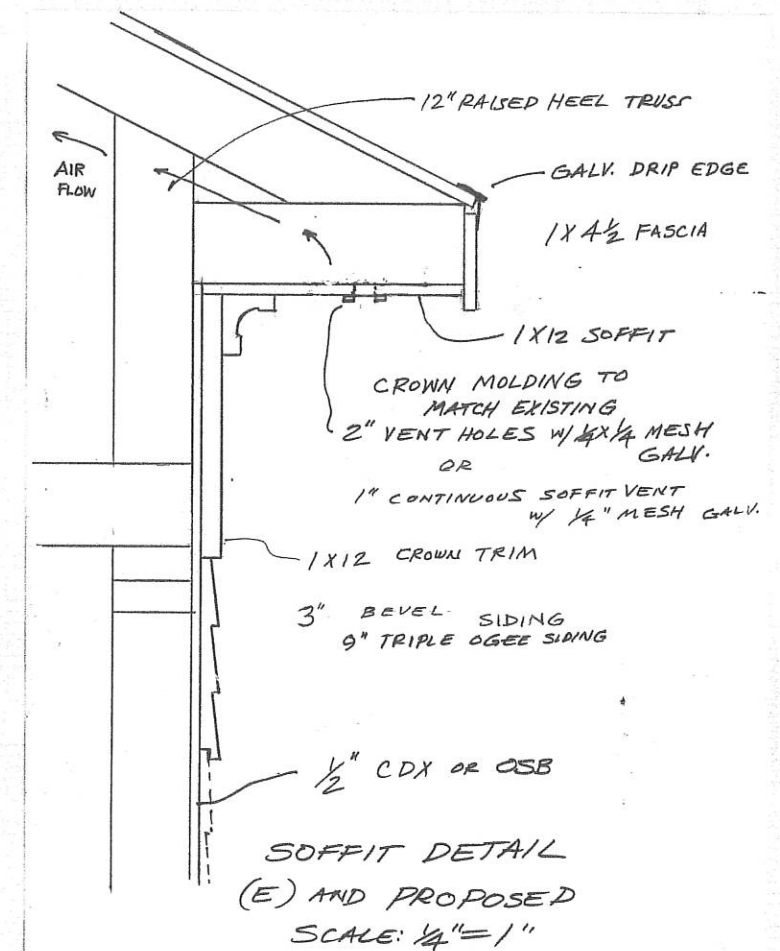 12" RAISED HEEL TRUSS
AIR
FLOW
GALV. DRIP EDGE
1X4½ FASCIA
1X12 SOFFIT
CROWN MOLDING TO
MATCH EXISTING
2" VENT HOLES W/ ¼X¼ MESH
GALV.
OR
1" CONTINUOUS SOFFIT VENT
W/ ¼" MESH GALV.
1X12 CROWN TRIM
3" BEVEL SIDING
9" TRIPLE OGEE SIDING
½" CDX OR OSB
SOFFIT DETAIL
(E) AND PROPOSED
SCALE: ¼"=1"